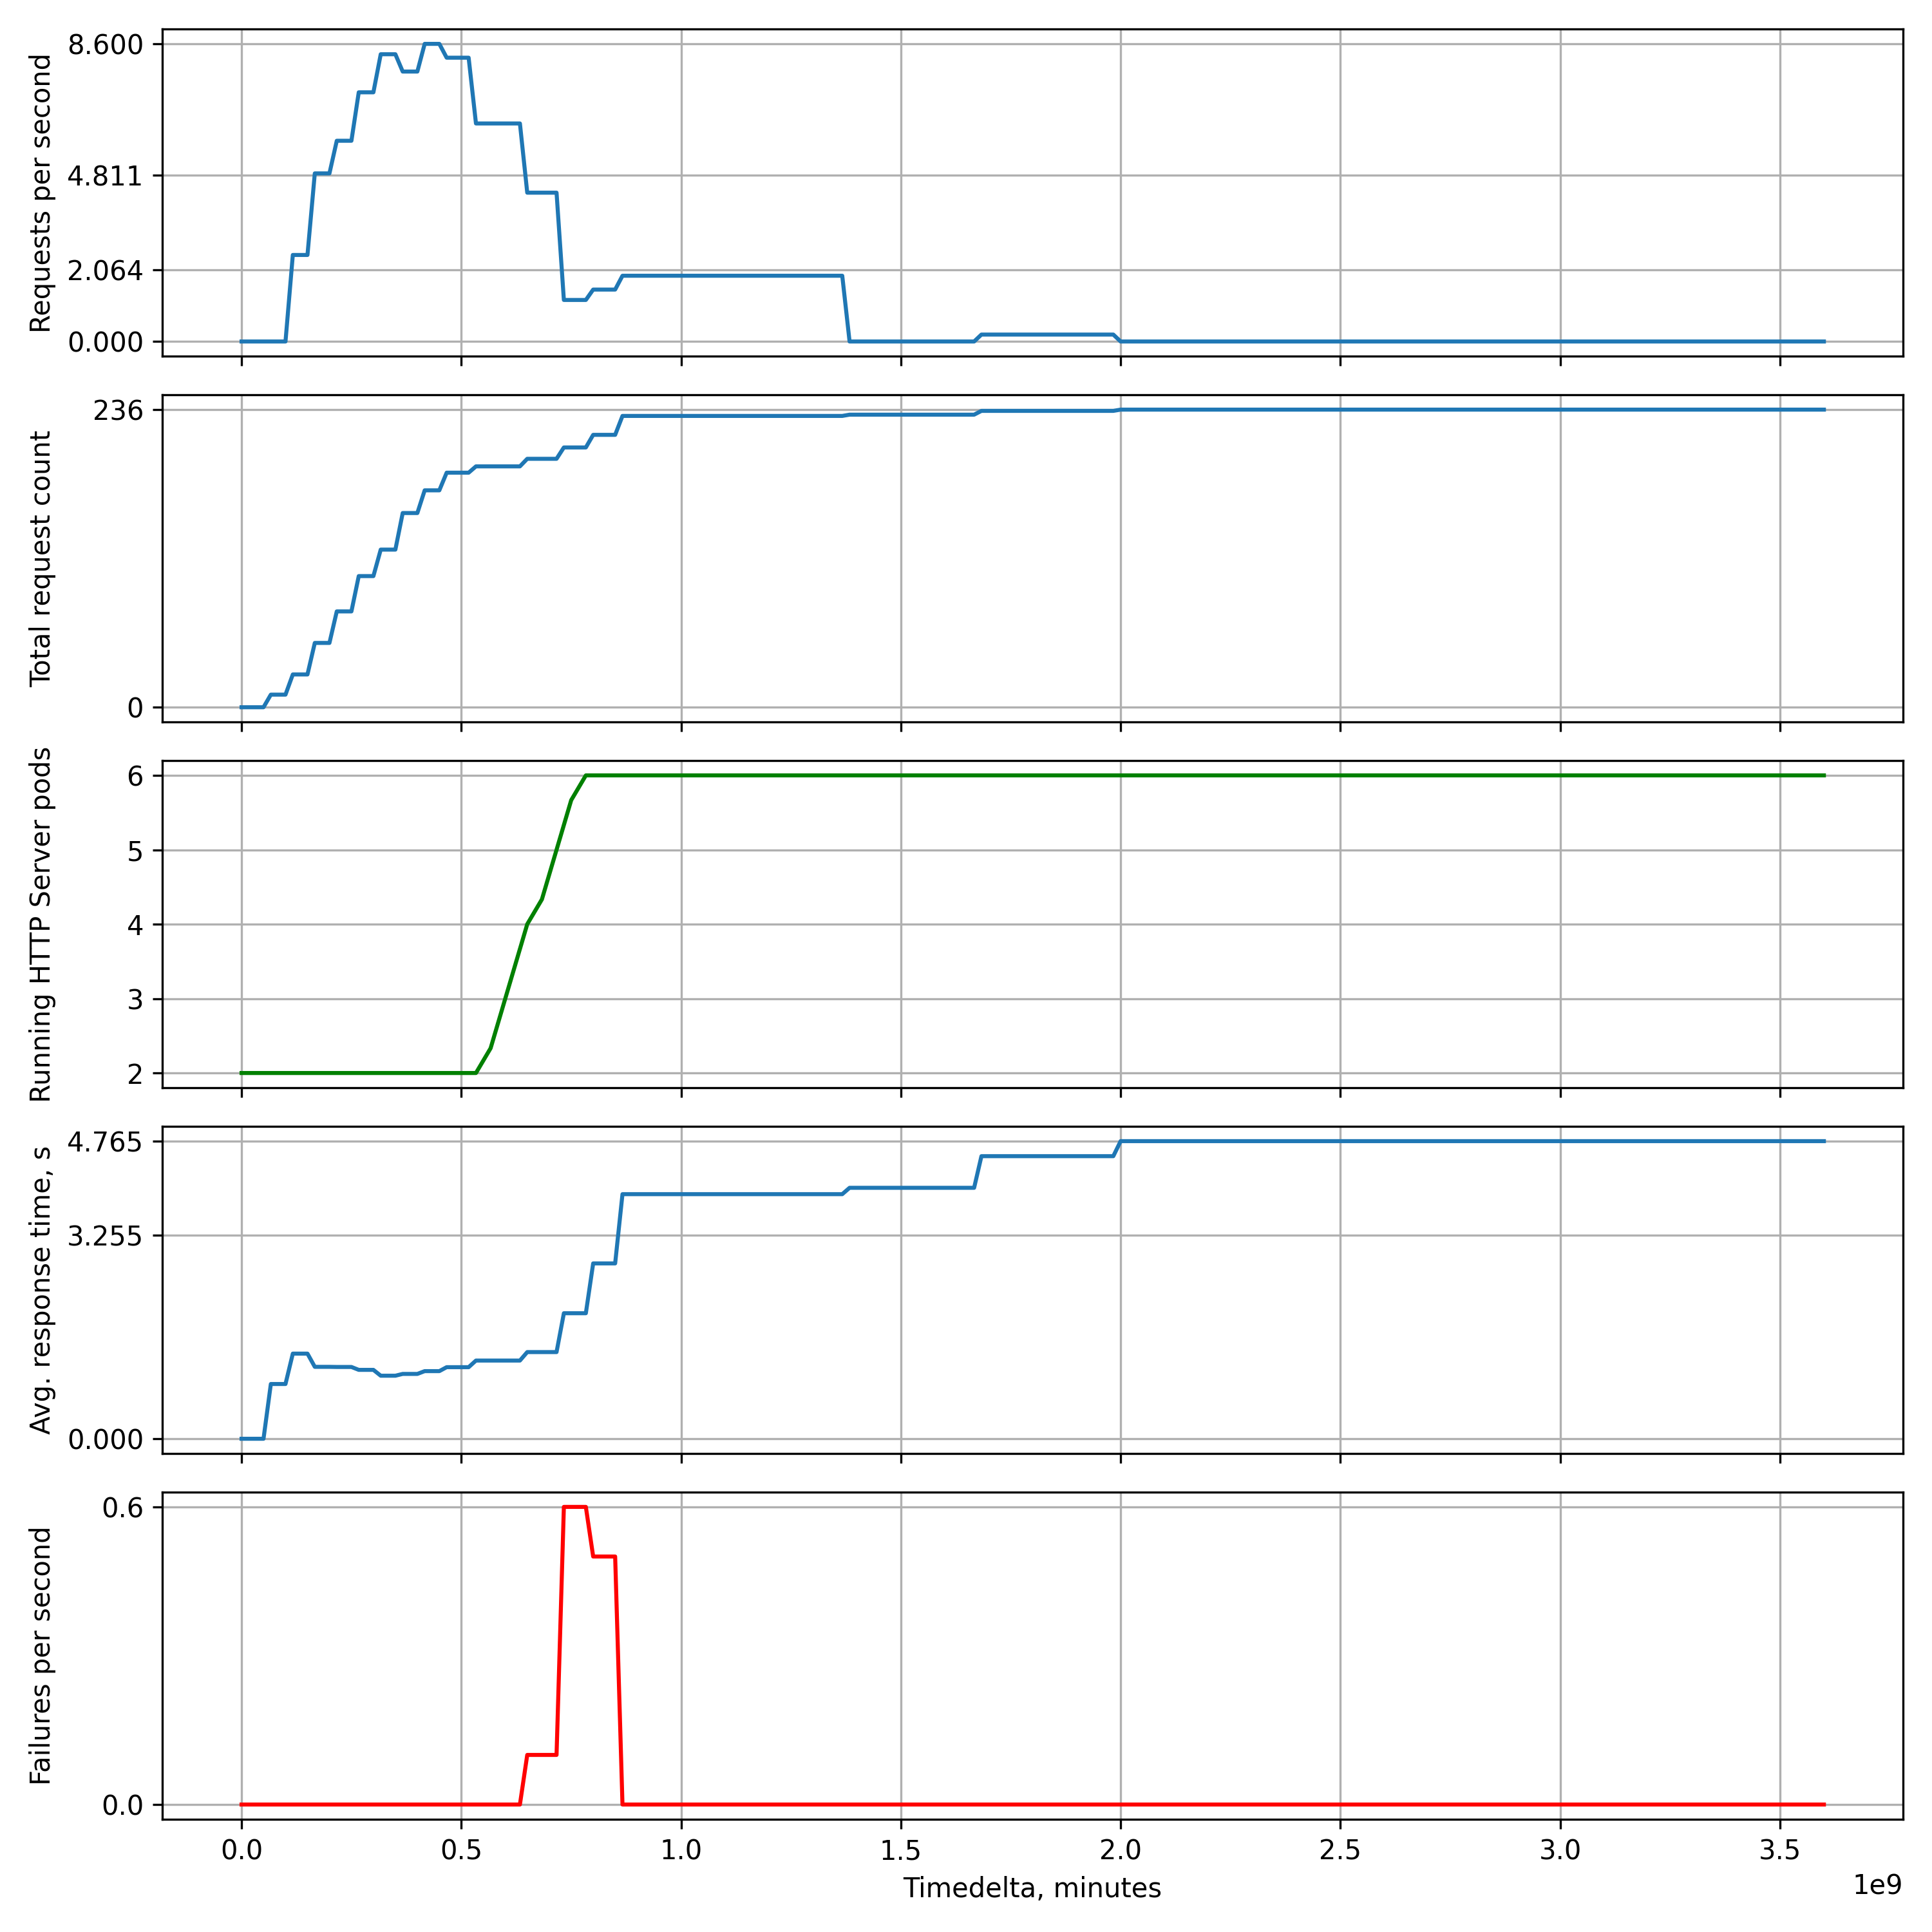 Requests per second
8.600
4.811
2.064
0.000
Total request count
236
0
Running HTTP Server pods
6
5
4
3
2
Avg. response time, s
4.765
3.255
0.000
Failures per second
0.6
0.0
0.0 0.5 1.0 1.5 2.0 2.5 3.0 3.5
Timedelta, minutes
1e9